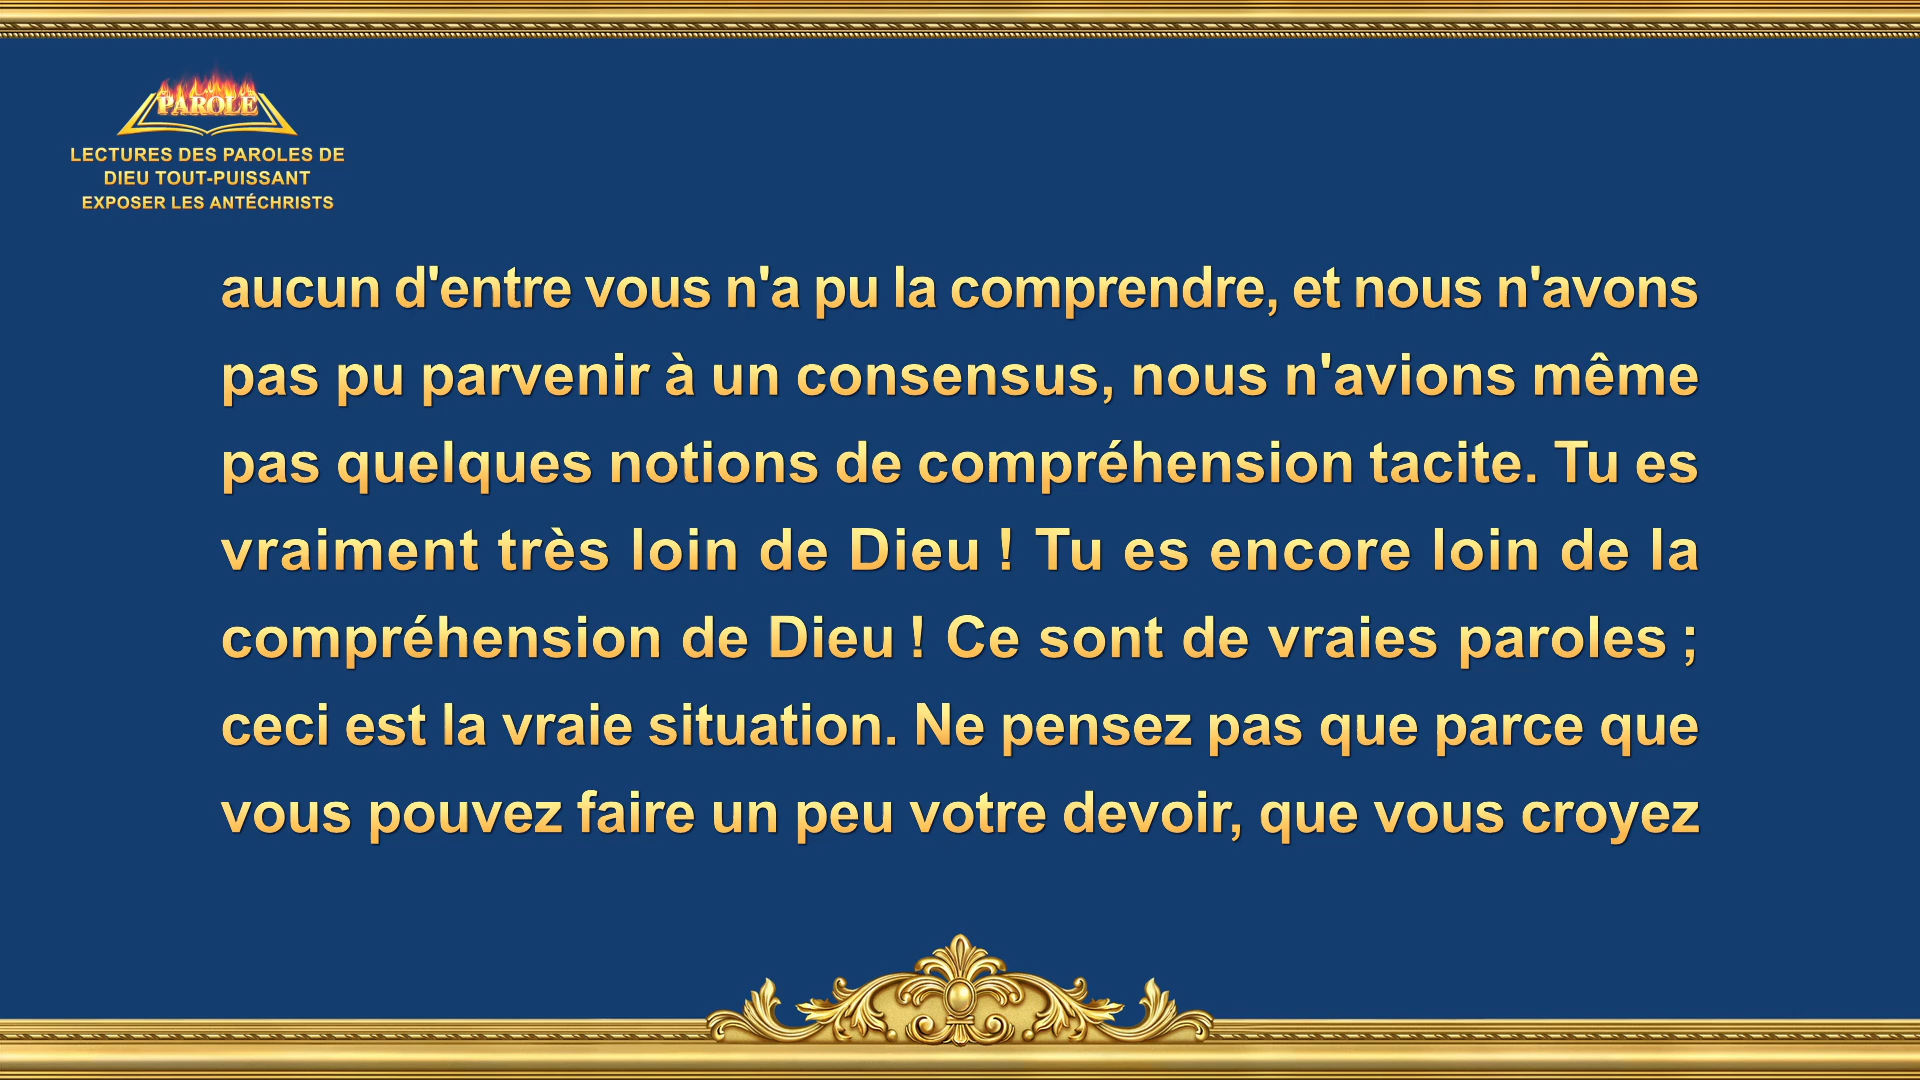 PAROLE
LECTURES DES PAROLES DE
DIEU TOUT-PUISSANT
EXPOSER LES ANTÉCHRISTS
aucun d'entre vous n'a pu la comprendre, et nous n'avons
pas pu parvenir à un consensus, nous n'avions même
pas quelques notions de compréhension tacite. Tu es
vraiment très loin de Dieu ! Tu es encore loin de la
compréhension de Dieu ! Ce sont de vraies paroles ;
ceci est la vraie situation. Ne pensez pas que parce que
vous pouvez faire un peu votre devoir, que vous croyez